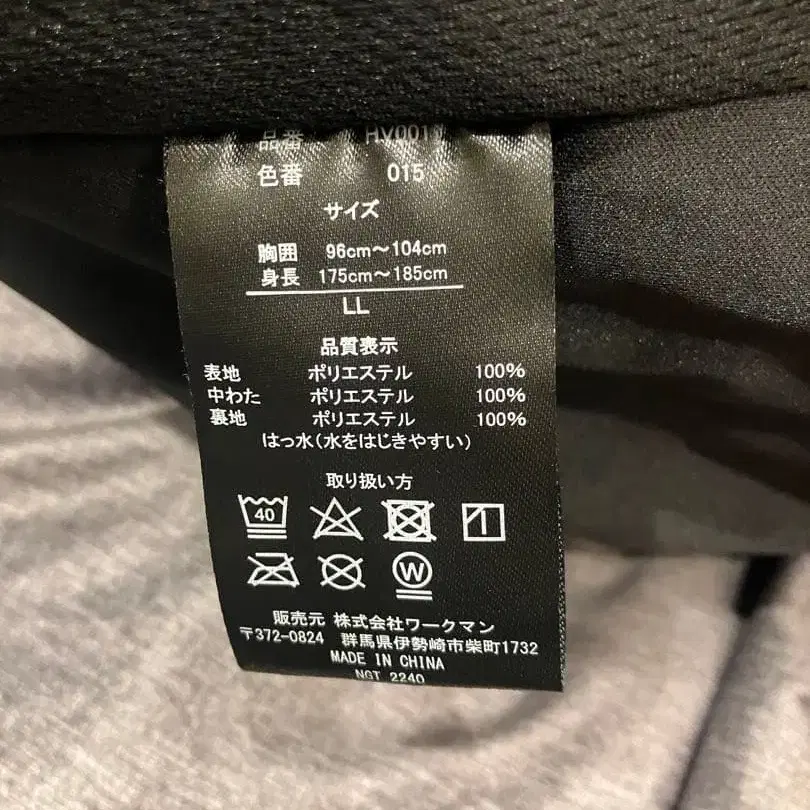 品番 HV001
色番 015
サイズ
胸囲 96cm～104cm
身長 175cm～185cm
LL
品質表示
表地 ポリエステル 100%
中わた ポリエステル 100%
裏地 ポリエステル 100%
はっ水(水をはじきやすい)
取り扱い方
40
W
販売元 株式会社ワークマン
〒372-0824 群馬県伊勢崎市柴町1732
MADE IN CHINA
NGT 2240